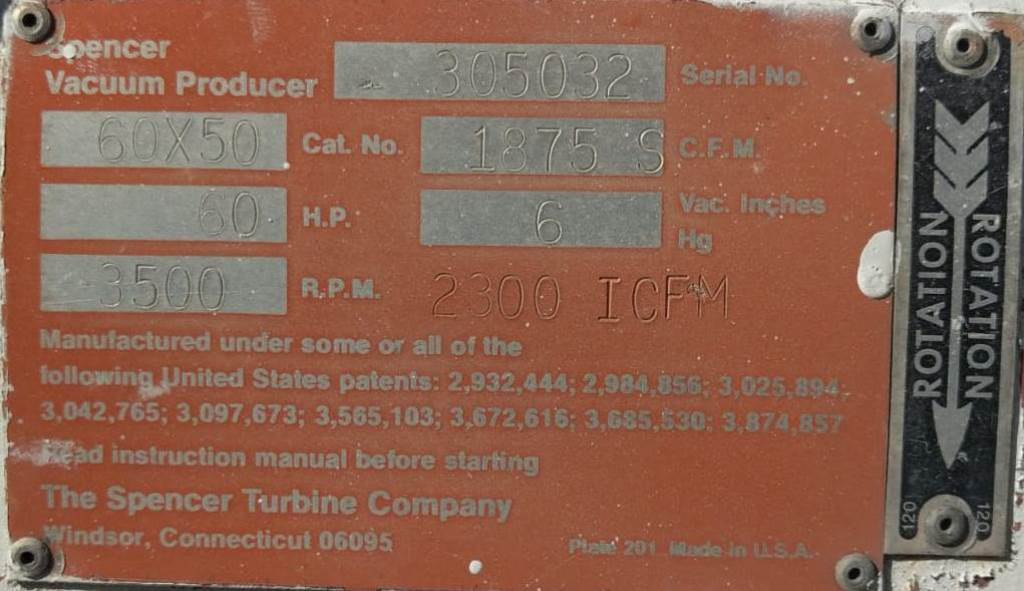 Spencer
Vacuum Producer 305032 Serial No.
60X50 Cat. No. 1875 S C.F.M.
60 H.P. 6 Vac. Inches Hg
3500 R.P.M. 2300 ICFM
Manufactured under some or all of the
following United States patents: 2,932,444; 2,984,856; 3,025,894;
3,042,765; 3,097,673; 3,565,103; 3,672,616; 3,685,530; 3,874,857
Read instruction manual before starting
The Spencer Turbine Company
Windsor, Connecticut 06095
Plate 201 Made in U.S.A.
ROTATION
ROTATION
120
120